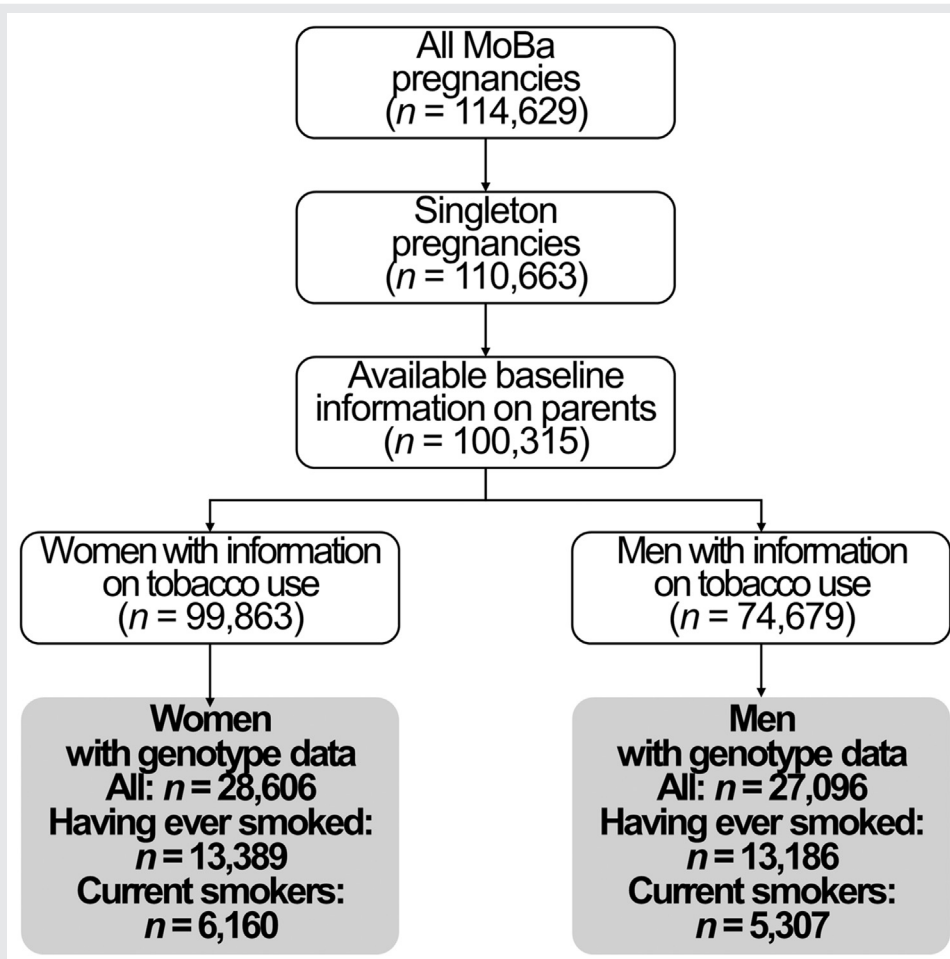 All MoBa
pregnancies
(n = 114,629)
Singleton
pregnancies
(n = 110,663)
Available baseline
information on parents
(n = 100,315)
Women with information
on tobacco use
(n = 99,863)
Men with information
on tobacco use
(n = 74,679)
Women
with genotype data
All: n = 28,606
Having ever smoked:
n = 13,389
Current smokers:
n = 6,160
Men
with genotype data
All: n = 27,096
Having ever smoked:
n = 13,186
Current smokers:
n = 5,307